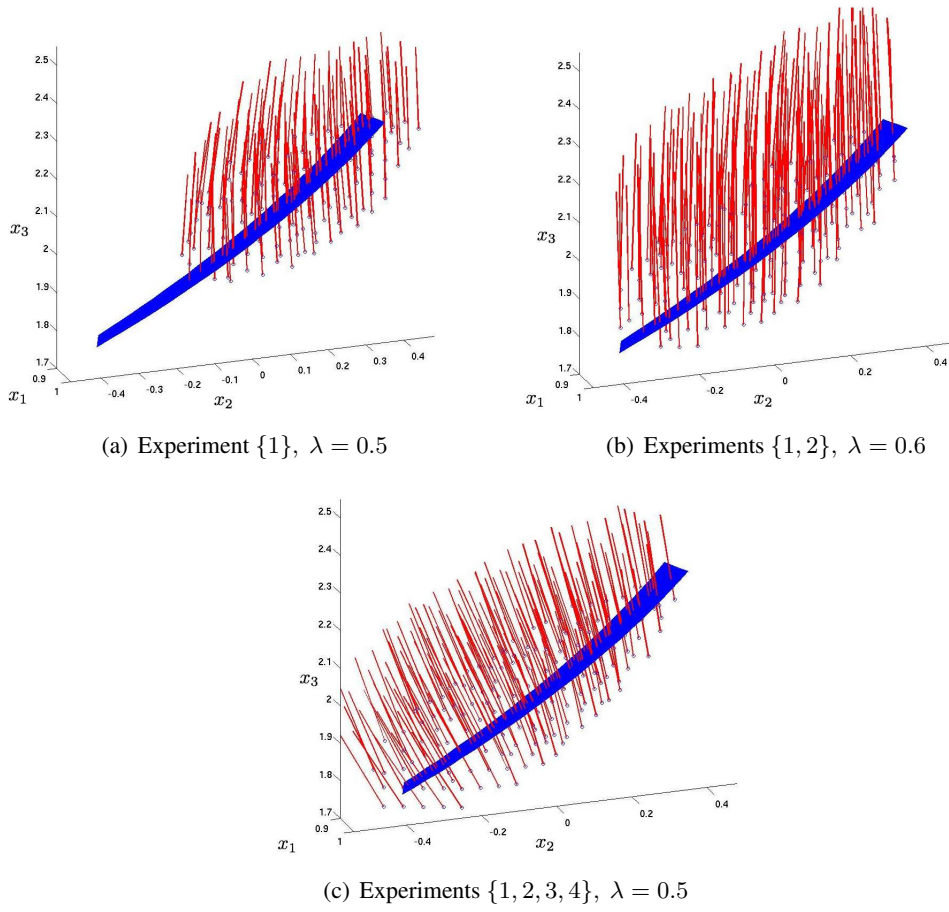 2.5
2.4
2.3
2.2
2.1
2
1.9
1.8
1.7
0.9
1
x₃
x₁
-0.4 -0.3 -0.2 -0.1 0 0.1 0.2 0.3 0.4
x₂
(a) Experiment {1}, λ = 0.5
2.5
2.4
2.3
2.2
2.1
2
1.9
1.8
1.7
0.9
1
x₃
x₁
-0.4 -0.2 0 0.2 0.4
x₂
(b) Experiments {1, 2}, λ = 0.6
2.5
2.4
2.3
2.2
2.1
2
1.9
1.8
1.7
0.9
1
x₃
x₁
-0.4 -0.2 0 0.2 0.4
x₂
(c) Experiments {1, 2, 3, 4}, λ = 0.5